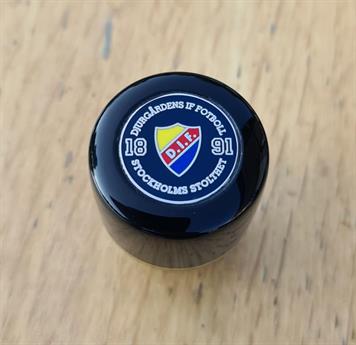 DJURGÅRDENS IF FOTBOLL
18 91
D.I.F.
STOCKHOLMS STOLTHET